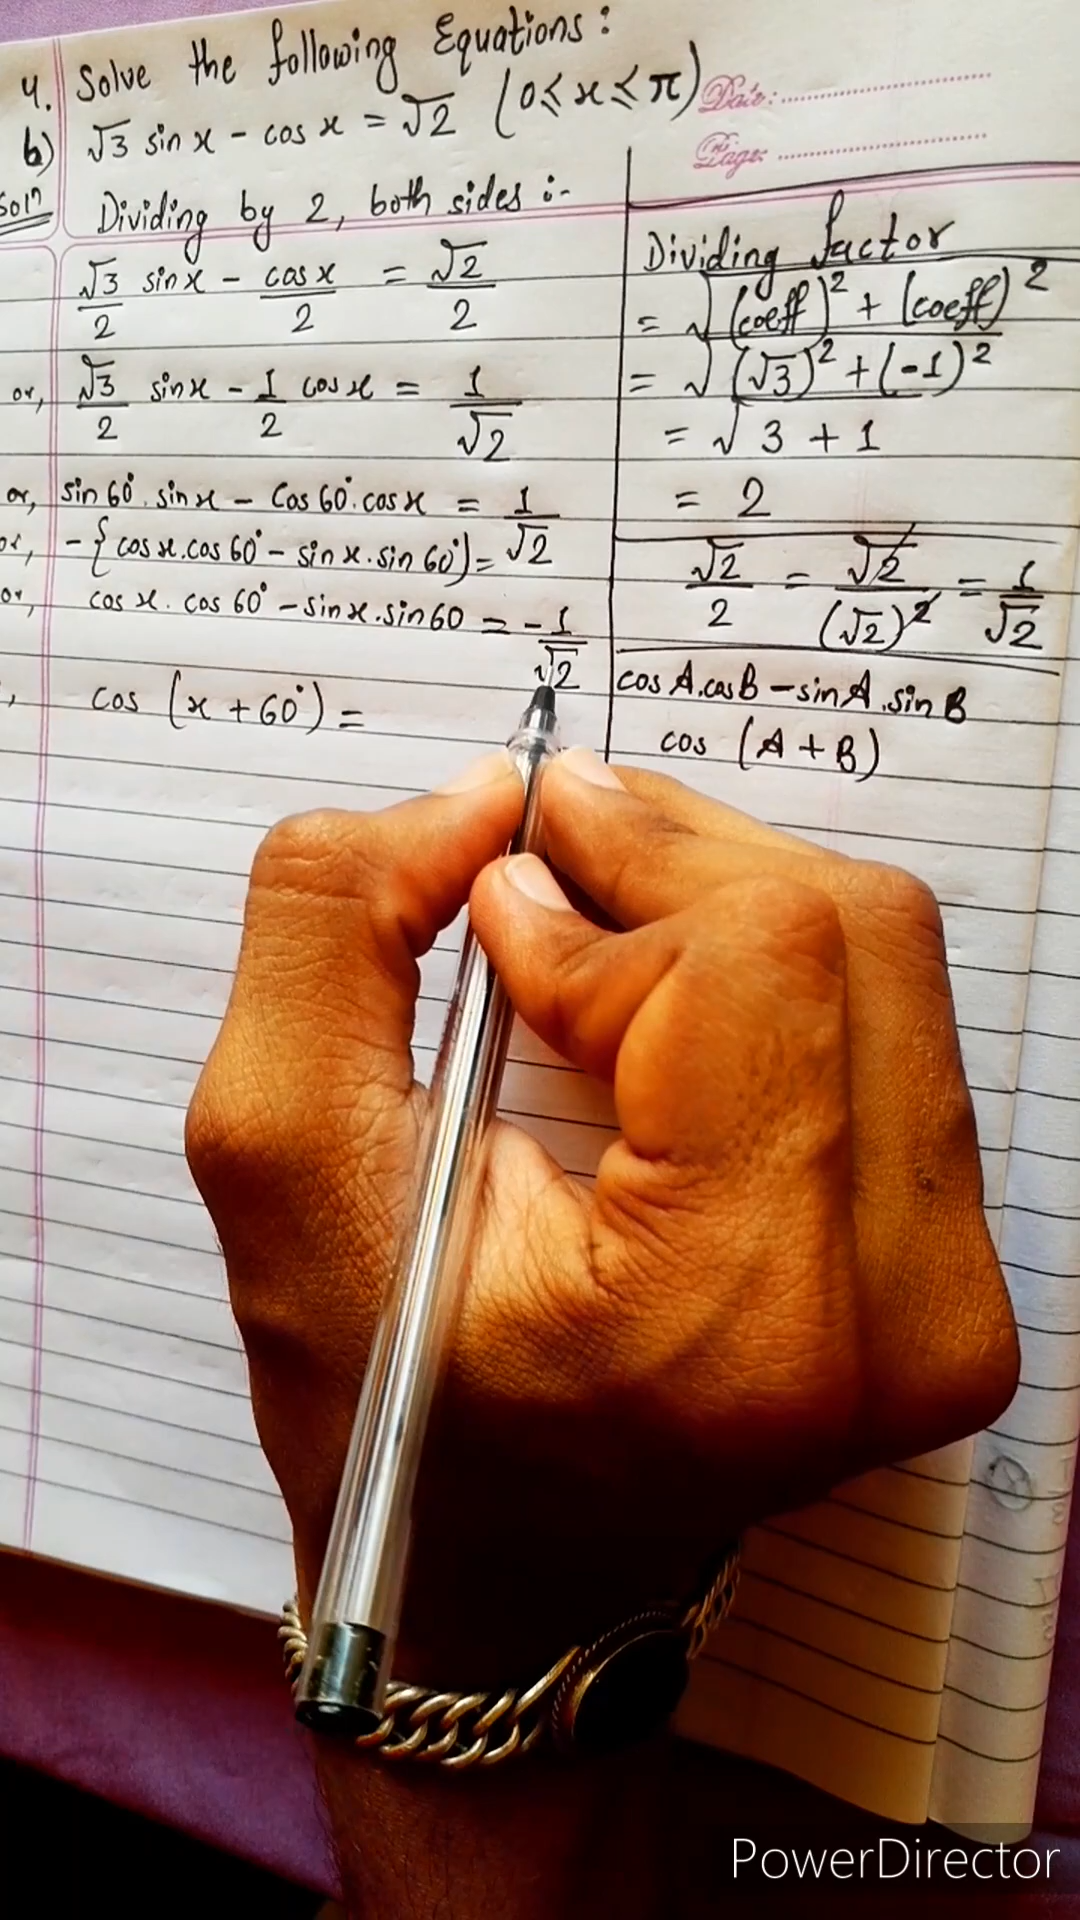 4. Solve the following Equations:
b) √3 sin x - cos x = √2 (0 ≤ x ≤ π)
Date:
Page:
Soln Dividing by 2, both sides :-
√3/2 sin x - cos x/2 = √2/2
or, √3/2 sin x - 1/2 cos x = 1/√2
or, sin 60°. sin x - Cos 60°. cos x = 1/√2
or, -{cos x. cos 60° - sin x. sin 60°) = 1/√2
or, cos x. cos 60° - sin x. sin 60 = -1/√2
, cos (x + 60°) =
Dividing factor
= √(coeff)² + (coeff)²
= √(√3)² + (-1)²
= √3 + 1
= 2
√2/2 = √2/(√2)² = 1/√2
cos A. cos B - sin A. sin B
cos (A + B)
PowerDirector